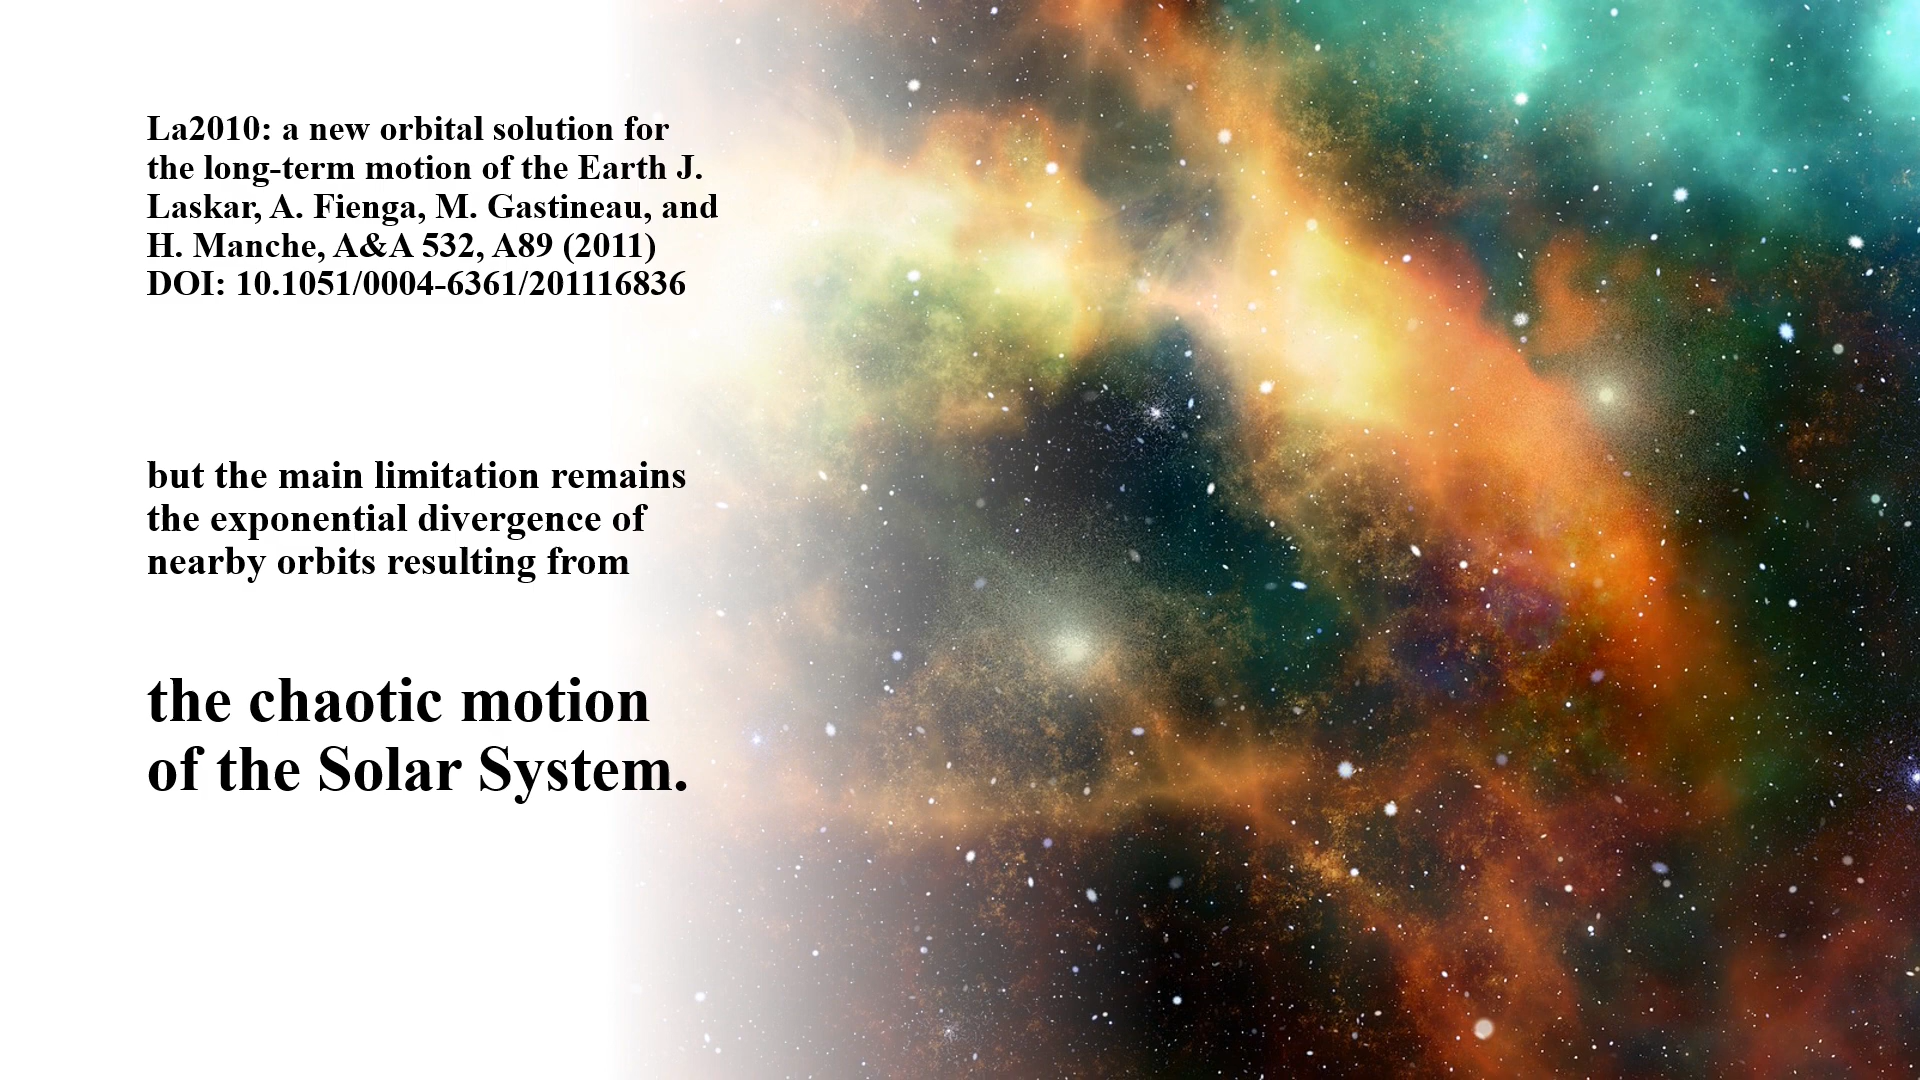 La2010: a new orbital solution for
the long-term motion of the Earth J.
Laskar, A. Fienga, M. Gastineau, and
H. Manche, A&A 532, A89 (2011)
DOI: 10.1051/0004-6361/201116836
but the main limitation remains
the exponential divergence of
nearby orbits resulting from
the chaotic motion
of the Solar System.